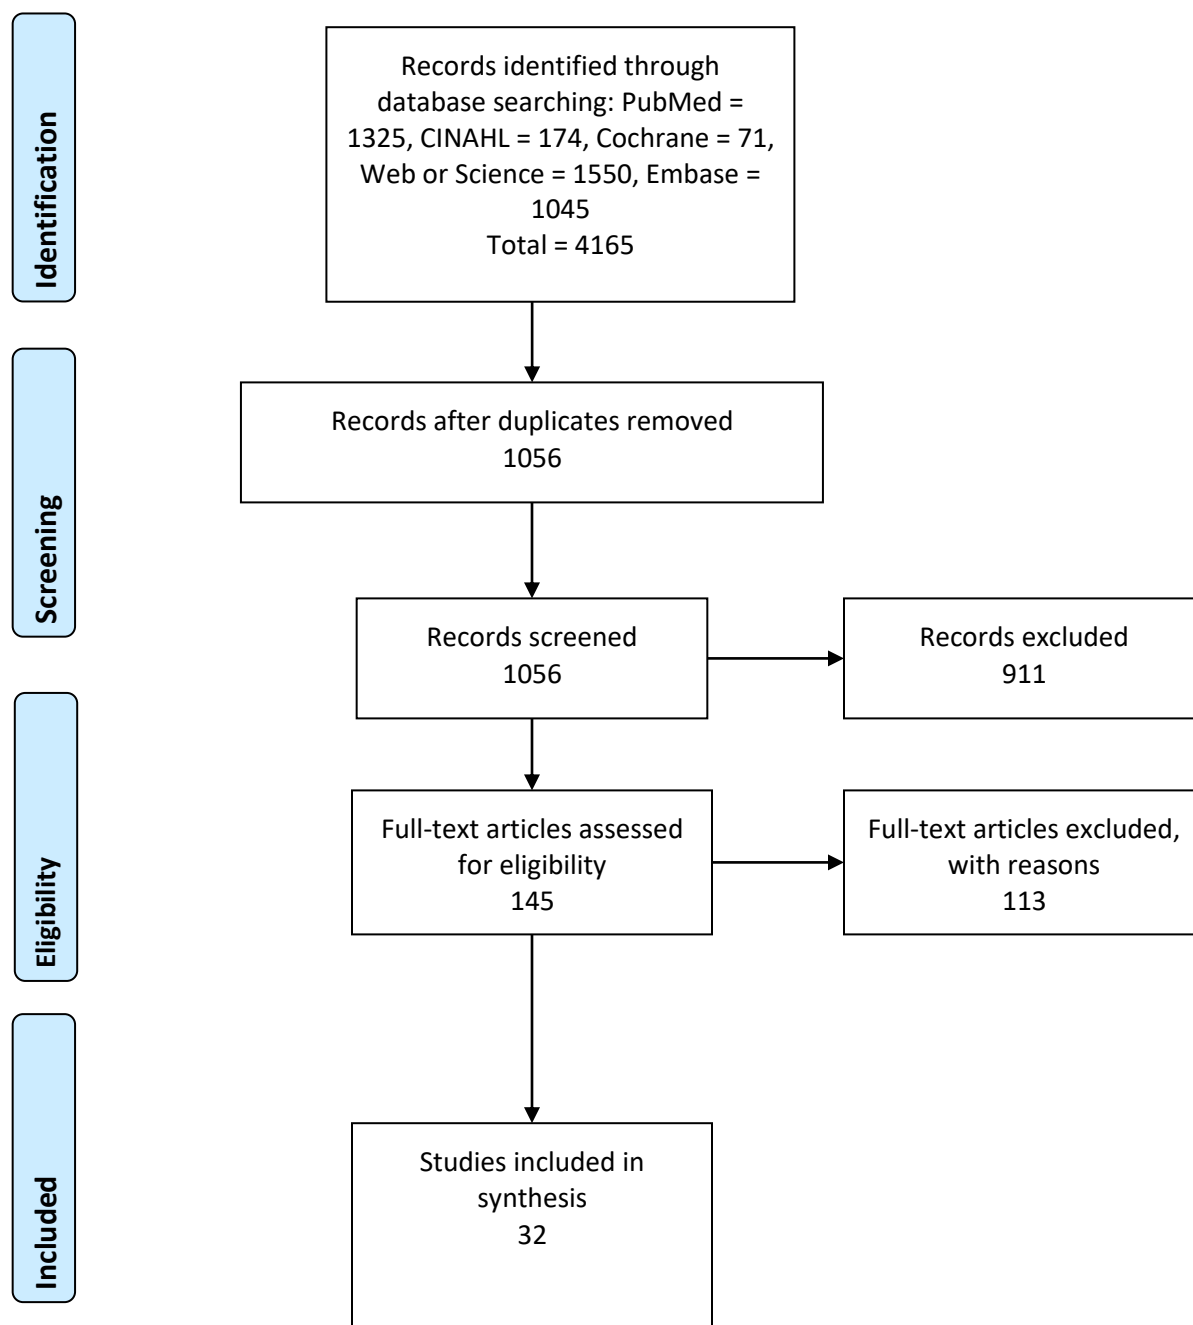 Identification
Records identified through
database searching: PubMed =
1325, CINAHL = 174, Cochrane = 71,
Web or Science = 1550, Embase =
1045
Total = 4165
Screening
Records after duplicates removed
1056
Records screened
1056
Records excluded
911
Eligibility
Full-text articles assessed
for eligibility
145
Full-text articles excluded,
with reasons
113
Included
Studies included in
synthesis
32